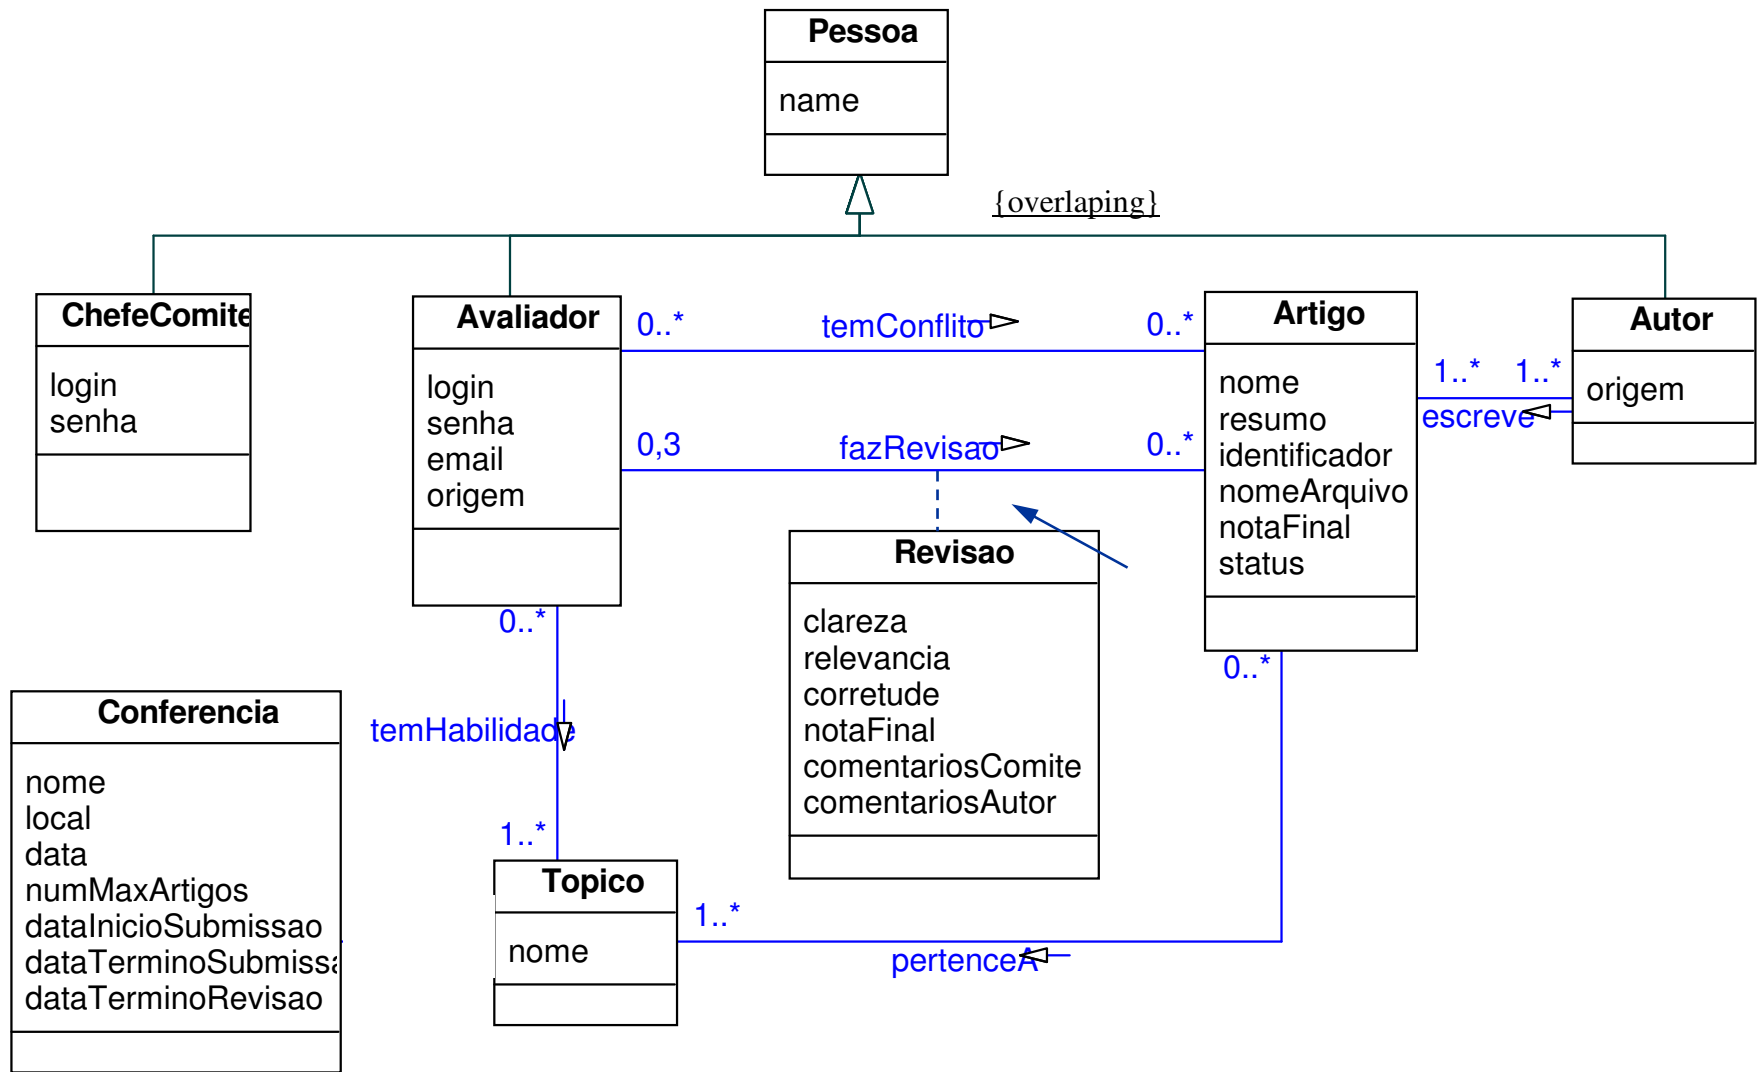 Pessoa
name
{overlaping}
ChefeComite
login
senha
Avaliador
login
senha
email
origem
0..*
temConflito
0..*
0,3
fazRevisao
0..*
Artigo
nome
resumo
identificador
nomeArquivo
notaFinal
status
1..*
1..*
escreve
Autor
origem
Revisao
clareza
relevancia
corretude
notaFinal
comentariosComite
comentariosAutor
0..*
temHabilidade
1..*
0..*
Conferencia
nome
local
data
numMaxArtigos
dataInicioSubmissao
dataTerminoSubmissa
dataTerminoRevisao
Topico
nome
1..*
pertenceA